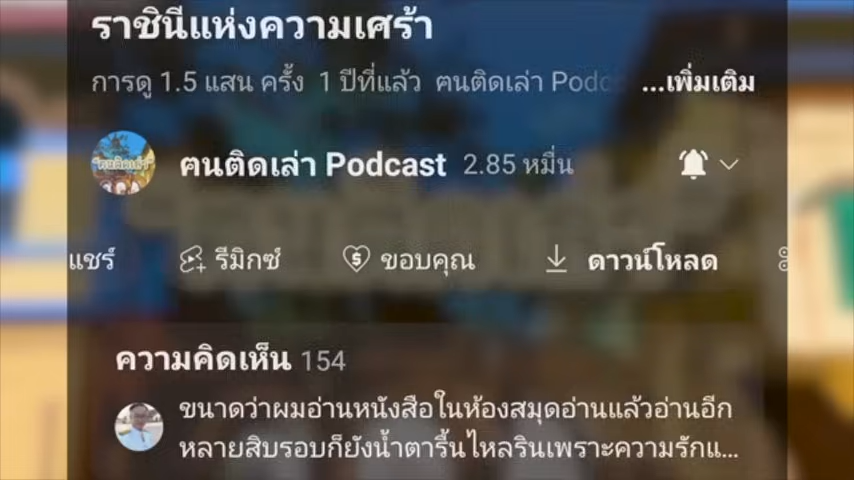 ราชินีแห่งความเศร้า
การดู 1.5 แสน ครั้ง 1 ปีที่แล้ว ฅนติดเล่า Podc ...เพิ่มเติม
"ฅนติดเล่า"
ฅนติดเล่า Podcast 2.85 หมื่น
แชร์ รีมิกซ์ ขอบคุณ ดาวน์โหลด
ความคิดเห็น 154
ขนาดว่าผมอ่านหนังสือในห้องสมุดอ่านแล้วอ่านอีก
หลายสิบรอบก็ยังน้ำตารื้นไหลรินเพราะความรักแ...